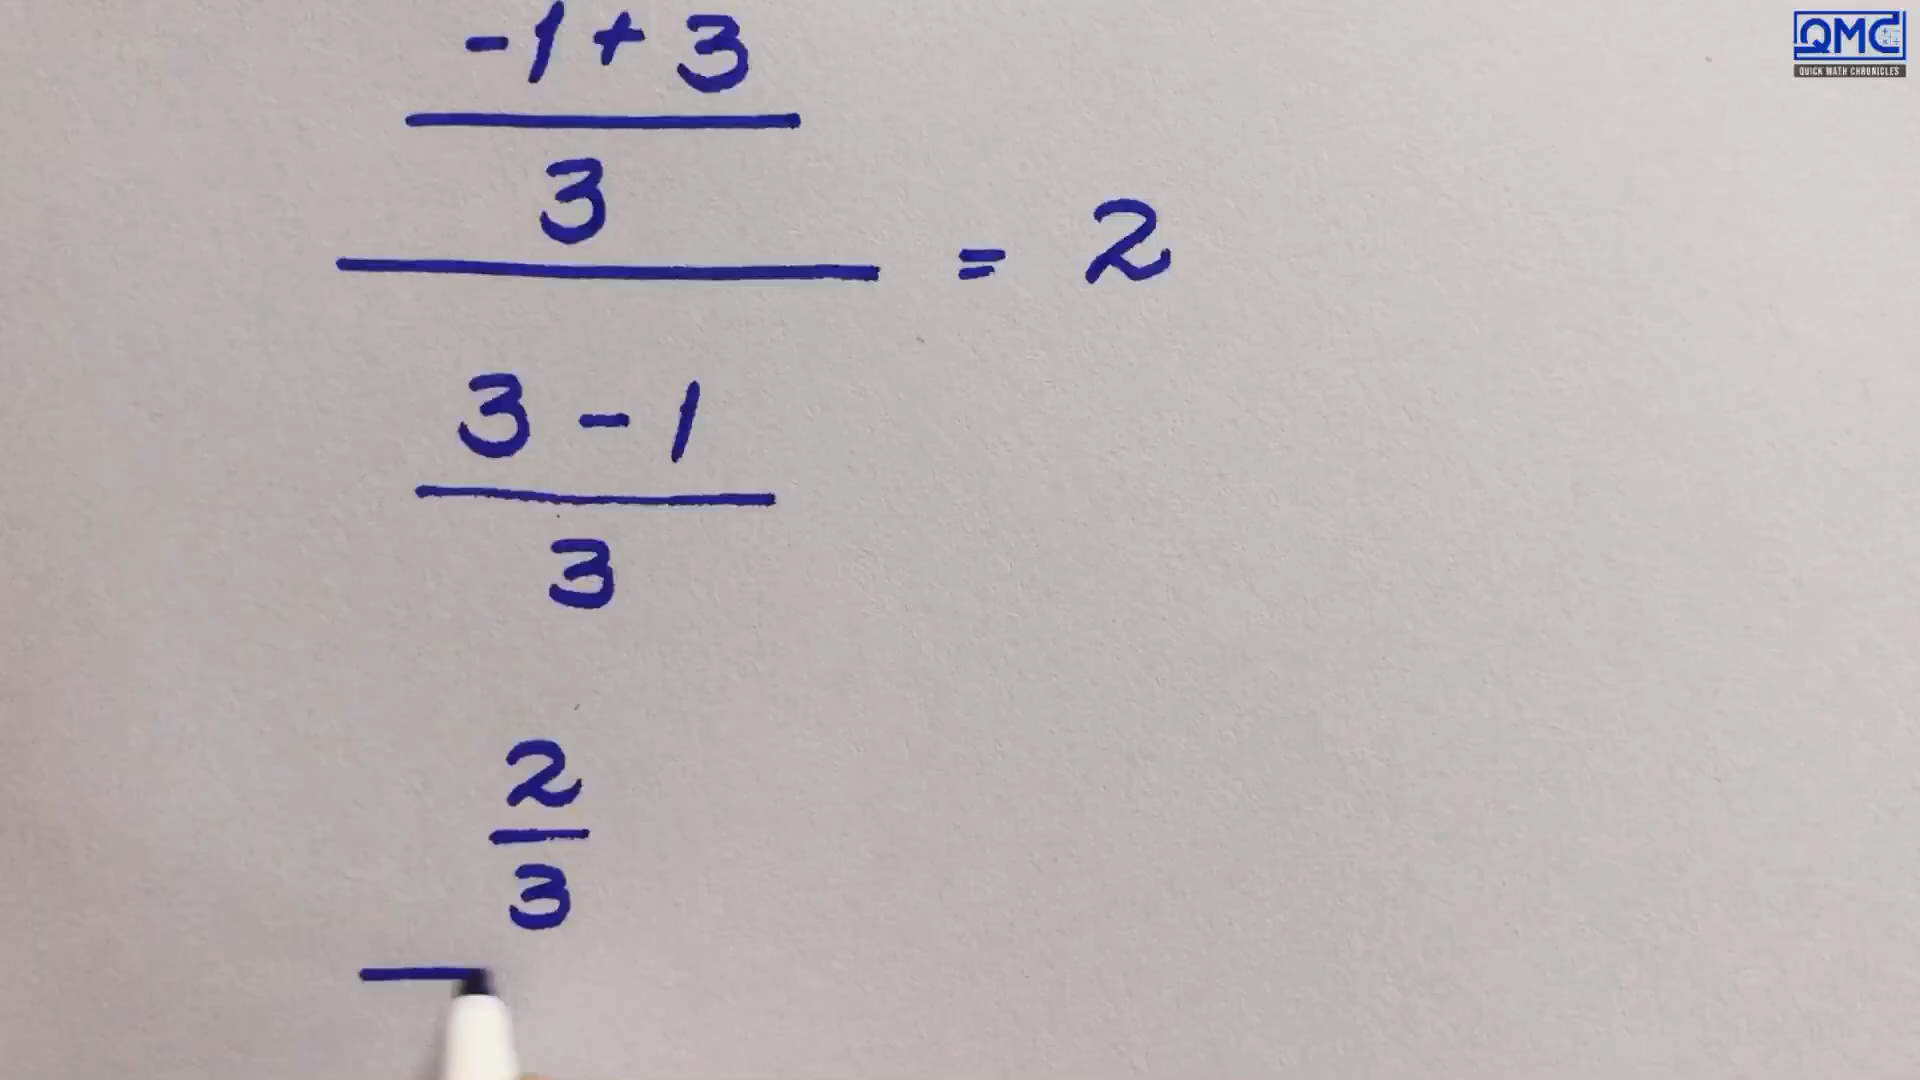 -1 + 3
3
= 2
3 - 1
3
2
3
QMC
QUICK MATH CHRONICLES